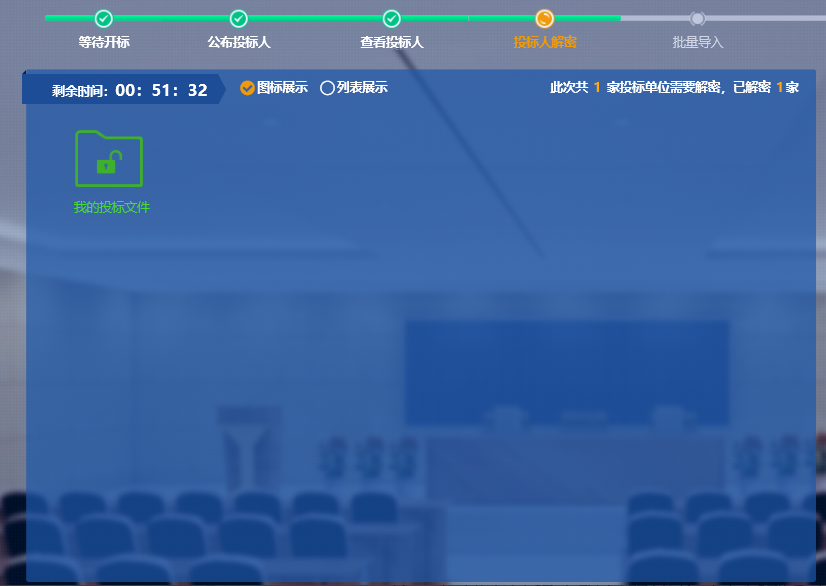 等待开标 公布投标人 查看投标人 投标人解密 批量导入
剩余时间: 00: 51: 32 图标展示 列表展示 此次共 1 家投标单位需要解密, 已解密 1 家
我的投标文件